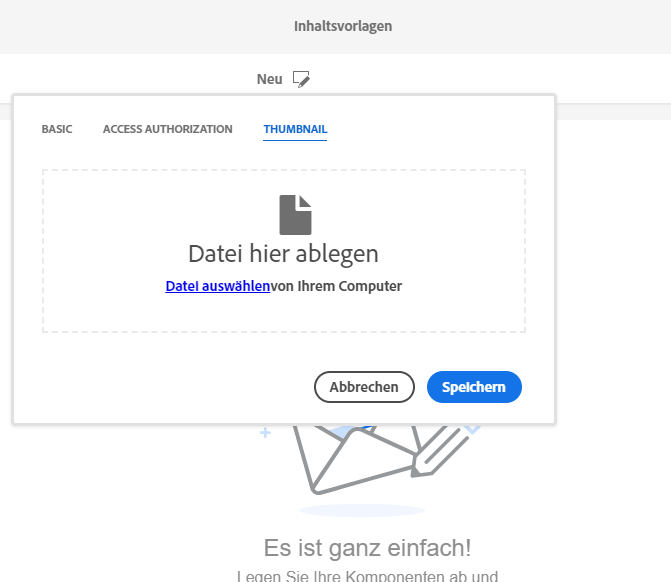 Inhaltsvorlagen
Neu
BASIC ACCESS AUTHORIZATION THUMBNAIL
Datei hier ablegen
Datei auswählenvon Ihrem Computer
Abbrechen Speichern
Es ist ganz einfach!
Legen Sie Ihre Komponenten ab und